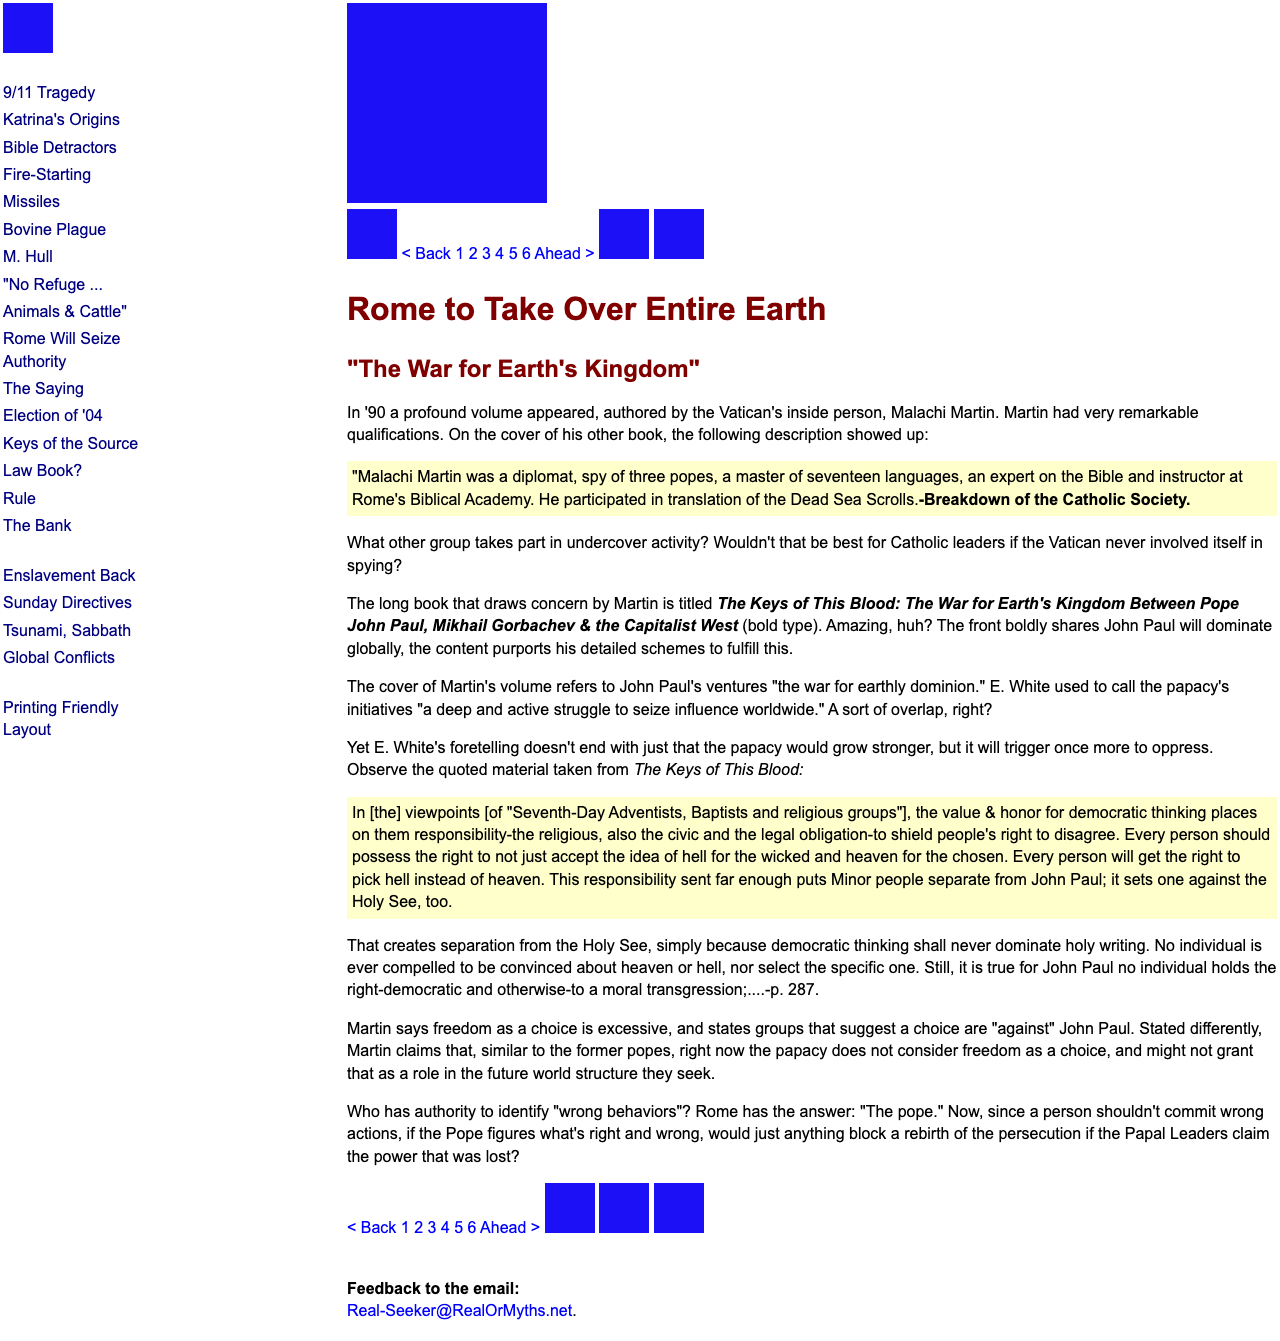 9/11 Tragedy
Katrina's Origins
Bible Detractors
Fire-Starting
Missiles
Bovine Plague
M. Hull
"No Refuge ...
Animals & Cattle"
Rome Will Seize
Authority
The Saying
Election of '04
Keys of the Source
Law Book?
Rule
The Bank
Enslavement Back
Sunday Directives
Tsunami, Sabbath
Global Conflicts
Printing Friendly
Layout
< Back 1 2 3 4 5 6 Ahead >
Rome to Take Over Entire Earth
"The War for Earth's Kingdom"
In '90 a profound volume appeared, authored by the Vatican's inside person, Malachi Martin. Martin had very remarkable
qualifications. On the cover of his other book, the following description showed up:
"Malachi Martin was a diplomat, spy of three popes, a master of seventeen languages, an expert on the Bible and instructor at
Rome's Biblical Academy. He participated in translation of the Dead Sea Scrolls.-Breakdown of the Catholic Society.
What other group takes part in undercover activity? Wouldn't that be best for Catholic leaders if the Vatican never involved itself in
spying?
The long book that draws concern by Martin is titled The Keys of This Blood: The War for Earth's Kingdom Between Pope
John Paul, Mikhail Gorbachev & the Capitalist West (bold type). Amazing, huh? The front boldly shares John Paul will dominate
globally, the content purports his detailed schemes to fulfill this.
The cover of Martin's volume refers to John Paul's ventures "the war for earthly dominion." E. White used to call the papacy's
initiatives "a deep and active struggle to seize influence worldwide." A sort of overlap, right?
Yet E. White's foretelling doesn't end with just that the papacy would grow stronger, but it will trigger once more to oppress.
Observe the quoted material taken from The Keys of This Blood:
In [the] viewpoints [of "Seventh-Day Adventists, Baptists and religious groups"], the value & honor for democratic thinking places
on them responsibility-the religious, also the civic and the legal obligation-to shield people's right to disagree. Every person should
possess the right to not just accept the idea of hell for the wicked and heaven for the chosen. Every person will get the right to
pick hell instead of heaven. This responsibility sent far enough puts Minor people separate from John Paul; it sets one against the
Holy See, too.
That creates separation from the Holy See, simply because democratic thinking shall never dominate holy writing. No individual is
ever compelled to be convinced about heaven or hell, nor select the specific one. Still, it is true for John Paul no individual holds the
right-democratic and otherwise-to a moral transgression;....-p. 287.
Martin says freedom as a choice is excessive, and states groups that suggest a choice are "against" John Paul. Stated differently,
Martin claims that, similar to the former popes, right now the papacy does not consider freedom as a choice, and might not grant
that as a role in the future world structure they seek.
Who has authority to identify "wrong behaviors"? Rome has the answer: "The pope." Now, since a person shouldn't commit wrong
actions, if the Pope figures what's right and wrong, would just anything block a rebirth of the persecution if the Papal Leaders claim
the power that was lost?
< Back 1 2 3 4 5 6 Ahead >
Feedback to the email:
Real-Seeker@RealOrMyths.net.